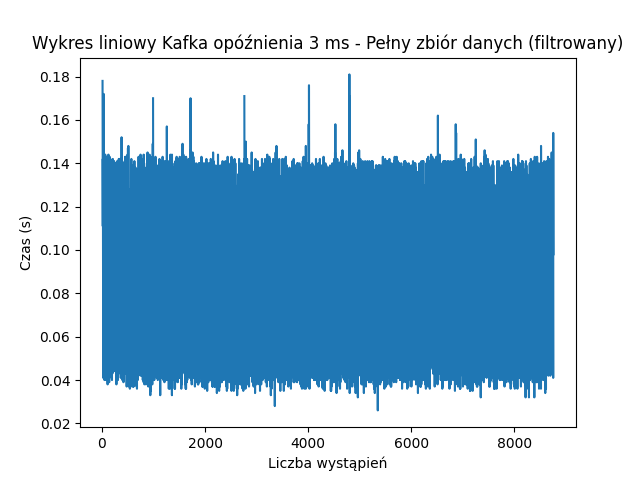 Wykres liniowy Kafka opóźnienia 3 ms - Pełny zbiór danych (filtrowany)
0.18
0.16
0.14
0.12
0.10
0.08
0.06
0.04
0.02
Czas (s)
0 2000 4000 6000 8000
Liczba wystąpień